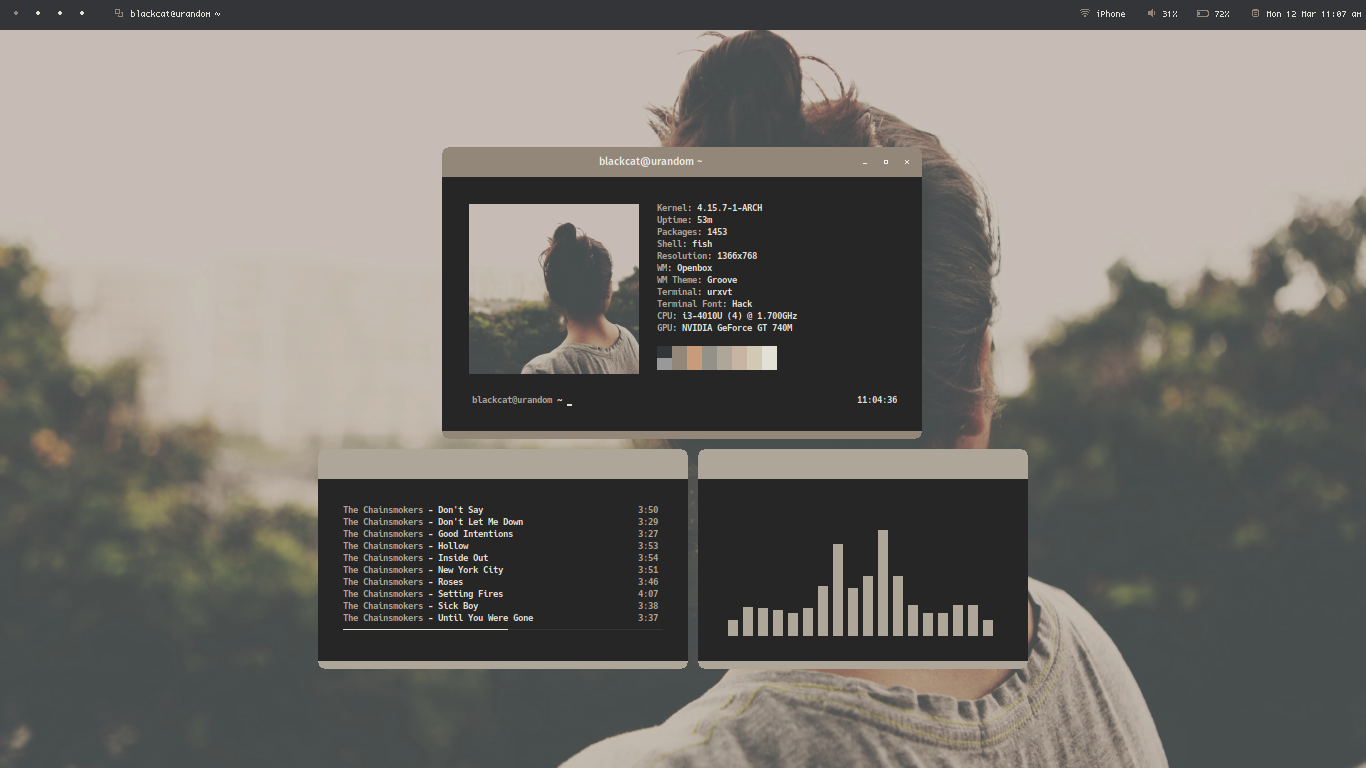 blackcat@urandom ~
iPhone 31% 72% Mon 12 Mar 11:07 am
blackcat@urandom ~
Kernel: 4.15.7-1-ARCH
Uptime: 53m
Packages: 1453
Shell: fish
Resolution: 1366x768
WM: Openbox
WM Theme: Groove
Terminal: urxvt
Terminal Font: Hack
CPU: i3-4010U (4) @ 1.700GHz
GPU: NVIDIA GeForce GT 740M
blackcat@urandom ~ _ 11:04:36
The Chainsmokers - Don't Say 3:50
The Chainsmokers - Don't Let Me Down 3:29
The Chainsmokers - Good Intentions 3:27
The Chainsmokers - Hollow 3:53
The Chainsmokers - Inside Out 3:54
The Chainsmokers - New York City 3:51
The Chainsmokers - Roses 3:46
The Chainsmokers - Setting Fires 4:07
The Chainsmokers - Sick Boy 3:38
The Chainsmokers - Until You Were Gone 3:37